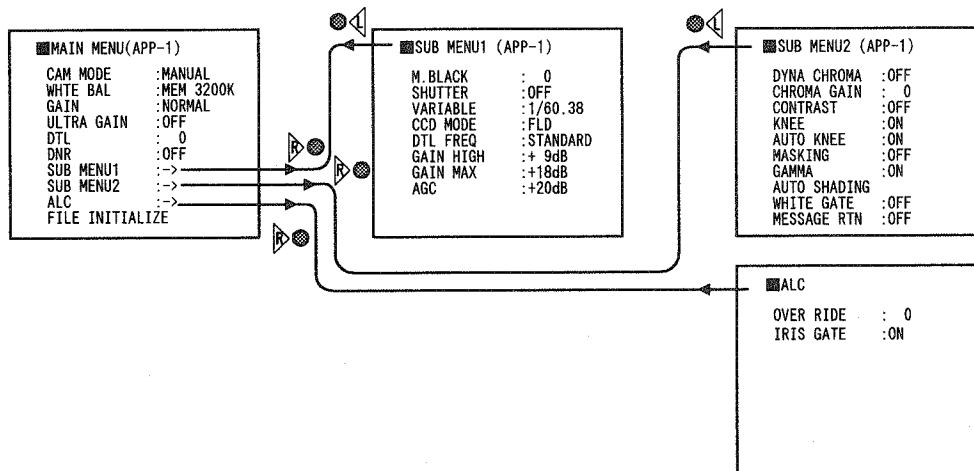 ■MAIN MENU(APP-1)
CAM MODE :MANUAL
WHTE BAL :MEM 3200K
GAIN :NORMAL
ULTRA GAIN :OFF
DTL : 0
DNR :OFF
SUB MENU1 :->
SUB MENU2 :->
ALC :->
FILE INITIALIZE
R
R
R
L
■SUB MENU1 (APP-1)
M.BLACK : 0
SHUTTER :OFF
VARIABLE :1/60.38
CCD MODE :FLD
DTL FREQ :STANDARD
GAIN HIGH :+ 9dB
GAIN MAX :+18dB
AGC :+20dB
L
■SUB MENU2 (APP-1)
DYNA CHROMA :OFF
CHROMA GAIN : 0
CONTRAST :OFF
KNEE :ON
AUTO KNEE :ON
MASKING :OFF
GAMMA :ON
AUTO SHADING
WHITE GATE :OFF
MESSAGE RTN :OFF
■ALC
OVER RIDE : 0
IRIS GATE :ON